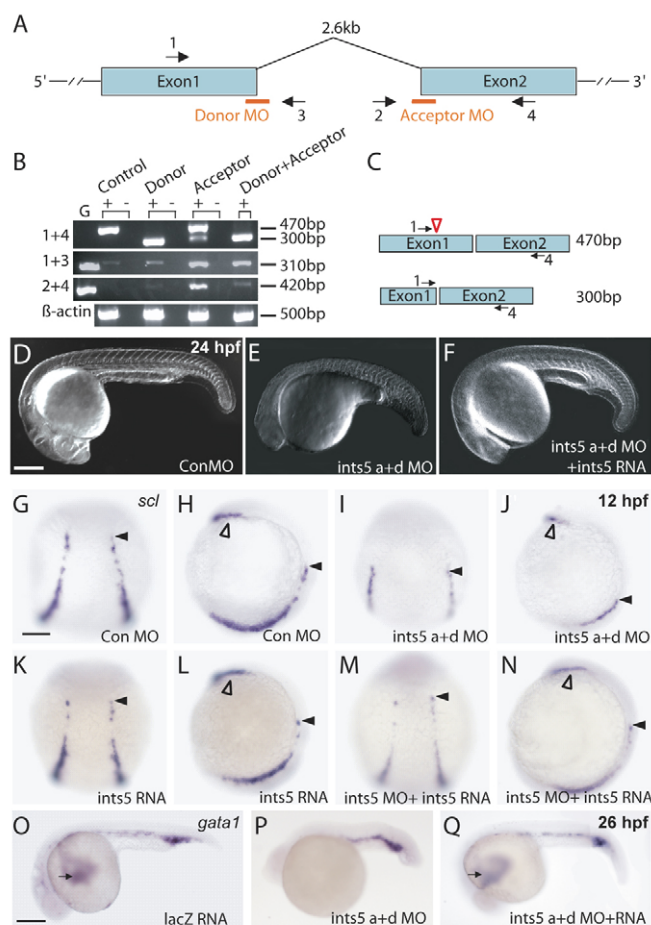 A
2.6kb
1
5'
Exon1
Exon2
3'
Donor MO
3
2
Acceptor MO
4
B
Control
Donor
Acceptor
Donor+Acceptor
G
+ - + - + - +
1+4
470bp
300bp
1+3
310bp
2+4
420bp
ß-actin
500bp
C
1
Exon1
Exon2
470bp
4
1
Exon1
Exon2
300bp
4
D
24 hpf
ConMO
E
ints5 a+d MO
F
ints5 a+d MO
+ints5 RNA
G
scl
Con MO
H
Con MO
I
ints5 a+d MO
J
12 hpf
ints5 a+d MO
K
ints5 RNA
L
ints5 RNA
M
ints5 MO+ ints5 RNA
N
ints5 MO+ ints5 RNA
O
gata1
lacZ RNA
P
ints5 a+d MO
Q
26 hpf
ints5 a+d MO+RNA